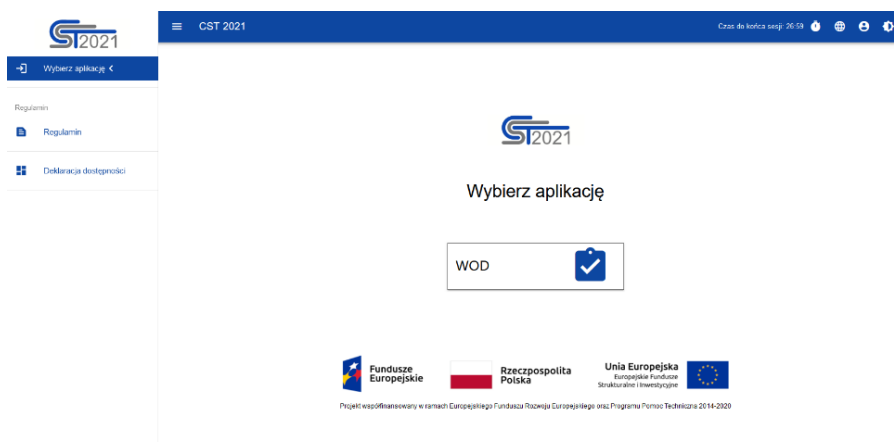 CST2021
Wybierz aplikację
Regulamin
Regulamin
Deklaracja dostępności
CST 2021
Czas do końca sesji: 26:59
CST2021
Wybierz aplikację
WOD
Fundusze
Europejskie
Rzeczpospolita
Polska
Unia Europejska
Europejskie Fundusze
Strukturalne i Inwestycyjne
Projekt współfinansowany w ramach Europejskiego Funduszu Rozwoju Europejskiego oraz Programu Pomoc Techniczna 2014-2020